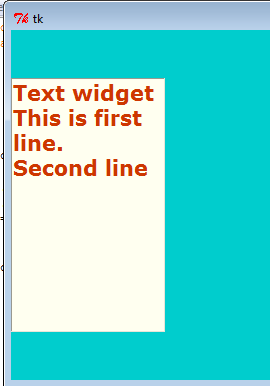 tk
Text widget
This is first
line.
Second line